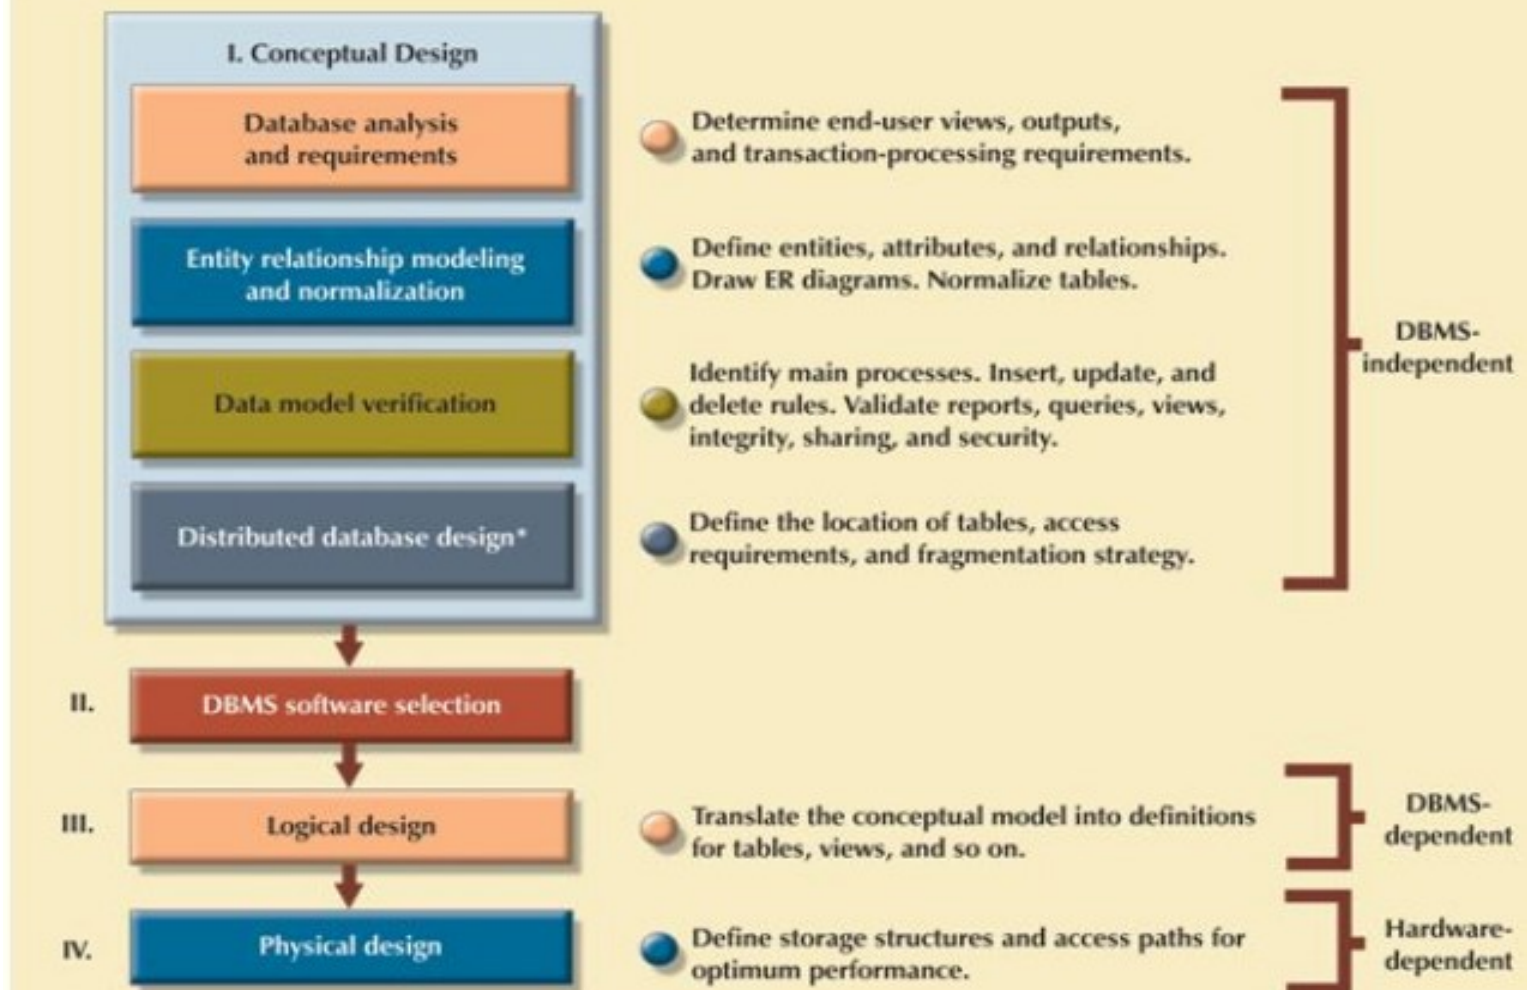 I. Conceptual Design
Database analysis
and requirements
Determine end-user views, outputs,
and transaction-processing requirements.
Entity relationship modeling
and normalization
Define entities, attributes, and relationships.
Draw ER diagrams. Normalize tables.
Data model verification
Identify main processes. Insert, update, and
delete rules. Validate reports, queries, views,
integrity, sharing, and security.
Distributed database design*
Define the location of tables, access
requirements, and fragmentation strategy.
DBMS-
independent
II.
DBMS software selection
III.
Logical design
Translate the conceptual model into definitions
for tables, views, and so on.
DBMS-
dependent
IV.
Physical design
Define storage structures and access paths for
optimum performance.
Hardware-
dependent